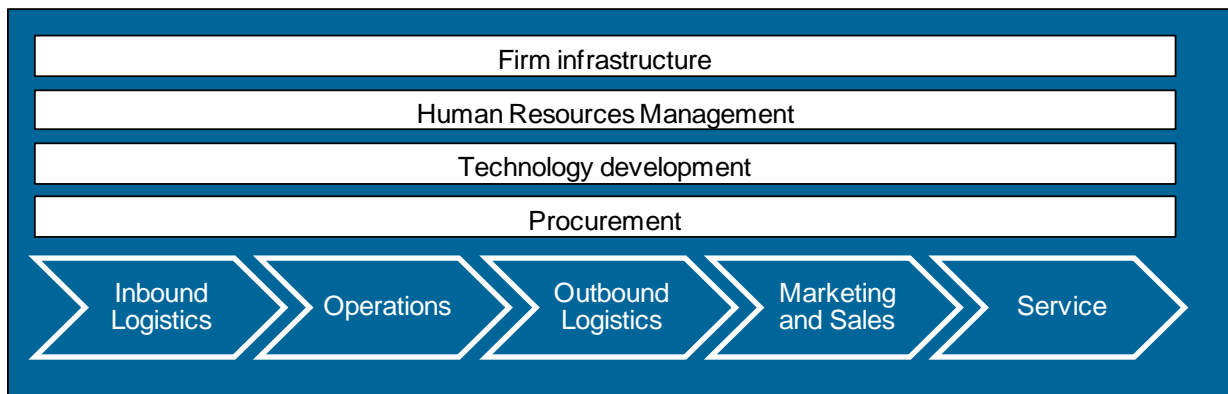 Firm infrastructure
Human Resources Management
Technology development
Procurement
Inbound
Logistics
Operations
Outbound
Logistics
Marketing
and Sales
Service